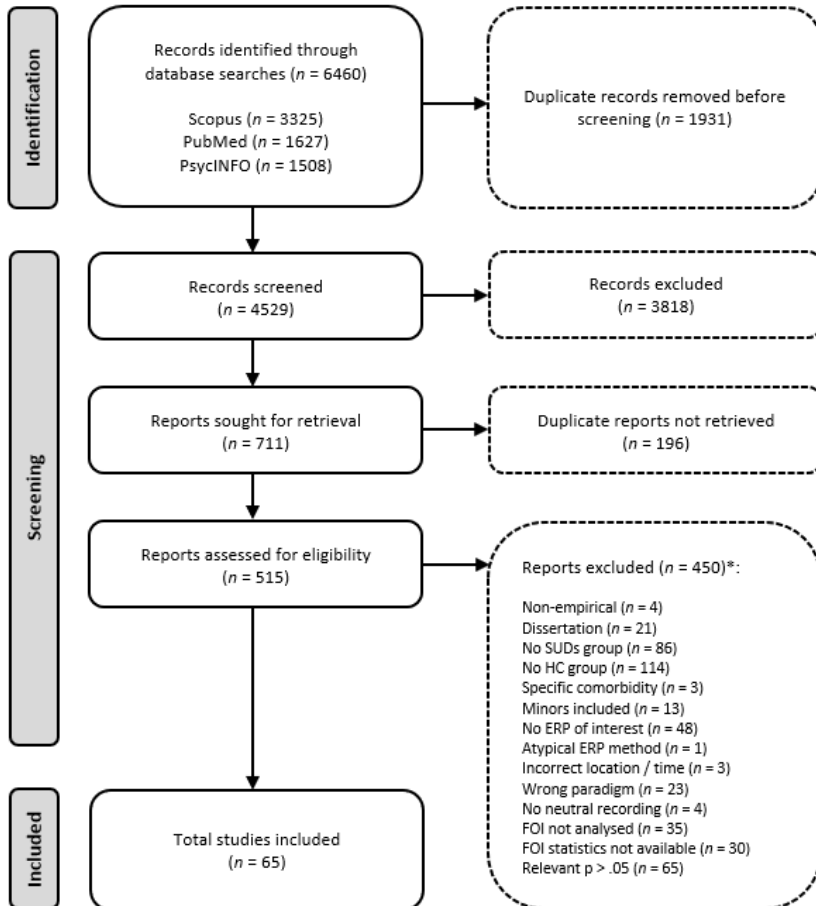 Identification
Records identified through
database searches (n = 6460)
Scopus (n = 3325)
PubMed (n = 1627)
PsycINFO (n = 1508)
Duplicate records removed before
screening (n = 1931)
Screening
Records screened
(n = 4529)
Records excluded
(n = 3818)
Reports sought for retrieval
(n = 711)
Duplicate reports not retrieved
(n = 196)
Reports assessed for eligibility
(n = 515)
Reports excluded (n = 450)*:
Non-empirical (n = 4)
Dissertation (n = 21)
No SUDs group (n = 86)
No HC group (n = 114)
Specific comorbidity (n = 3)
Minors included (n = 13)
No ERP of interest (n = 48)
Atypical ERP method (n = 1)
Incorrect location / time (n = 3)
Wrong paradigm (n = 23)
No neutral recording (n = 4)
FOI not analysed (n = 35)
FOI statistics not available (n = 30)
Relevant p > .05 (n = 65)
Included
Total studies included
(n = 65)